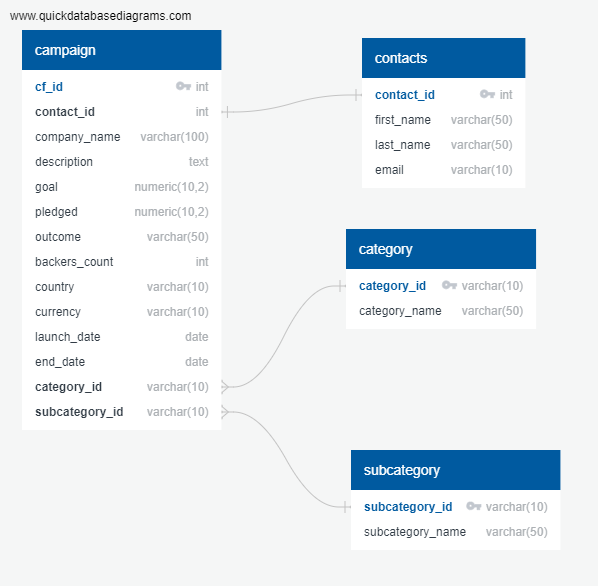 www.quickdatabasediagrams.com
campaign
cf_id int
contact_id int
company_name varchar(100)
description text
goal numeric(10,2)
pledged numeric(10,2)
outcome varchar(50)
backers_count int
country varchar(10)
currency varchar(10)
launch_date date
end_date date
category_id varchar(10)
subcategory_id varchar(10)
contacts
contact_id int
first_name varchar(50)
last_name varchar(50)
email varchar(10)
category
category_id varchar(10)
category_name varchar(50)
subcategory
subcategory_id varchar(10)
subcategory_name varchar(50)